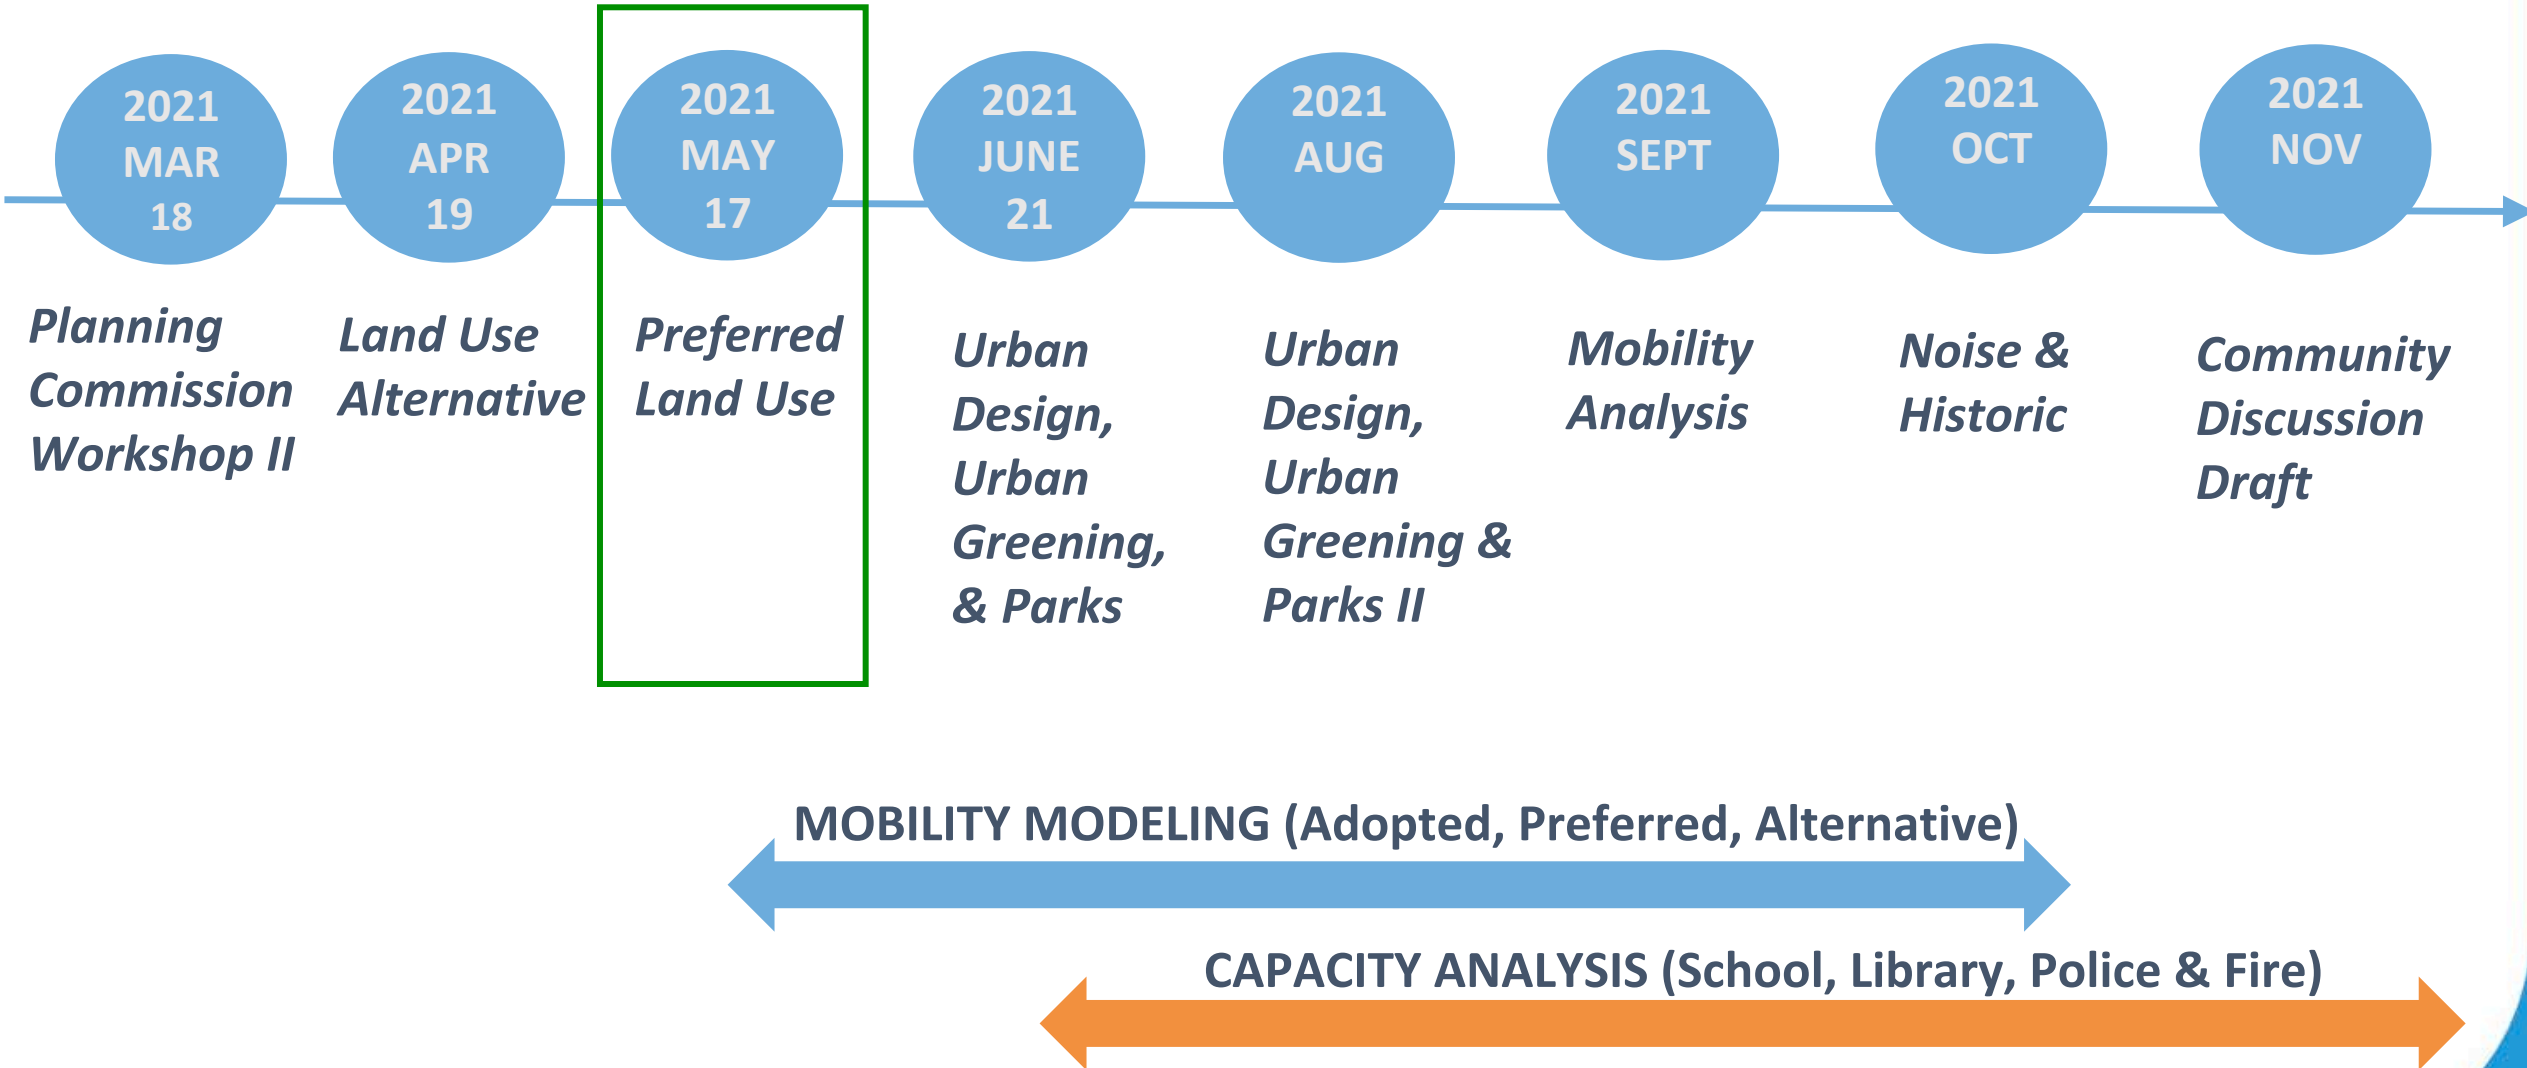 2021
MAR
18
2021
APR
19
2021
MAY
17
2021
JUNE
21
2021
AUG
2021
SEPT
2021
OCT
2021
NOV
Planning
Commission
Workshop II
Land Use
Alternative
Preferred
Land Use
Urban
Design,
Urban
Greening,
& Parks
Urban
Design,
Urban
Greening &
Parks II
Mobility
Analysis
Noise &
Historic
Community
Discussion
Draft
MOBILITY MODELING (Adopted, Preferred, Alternative)
CAPACITY ANALYSIS (School, Library, Police & Fire)